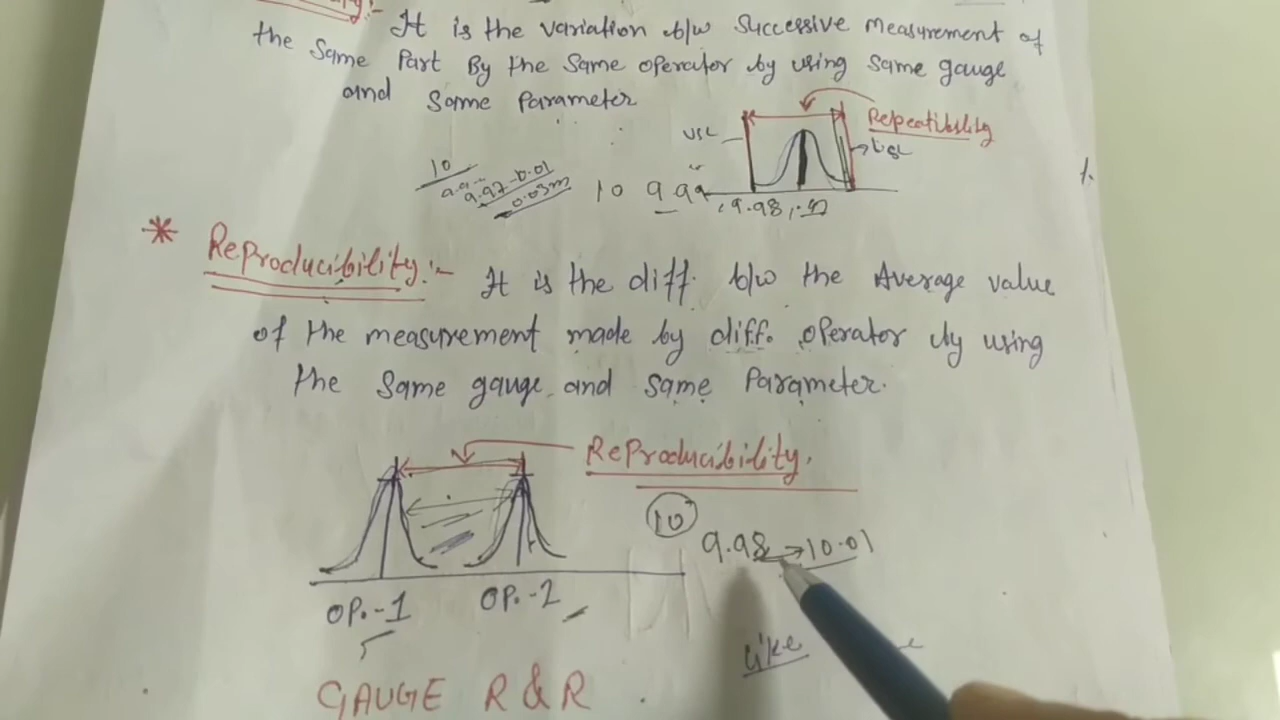 :- It is the variation b/w successive measurement of
the same part By the same operator by using same gauge
and same parameter
Repeatibility
USL
10
10 9.99
9.98
* Reproducibility:- It is the diff. b/w the Average value
of the measurement made by diff. operator by using
the same gauge and same Parameter.
Reproducibility.
10
9.98 → 10.01
OP.-1 OP.-2
Like
GAUGE R & R